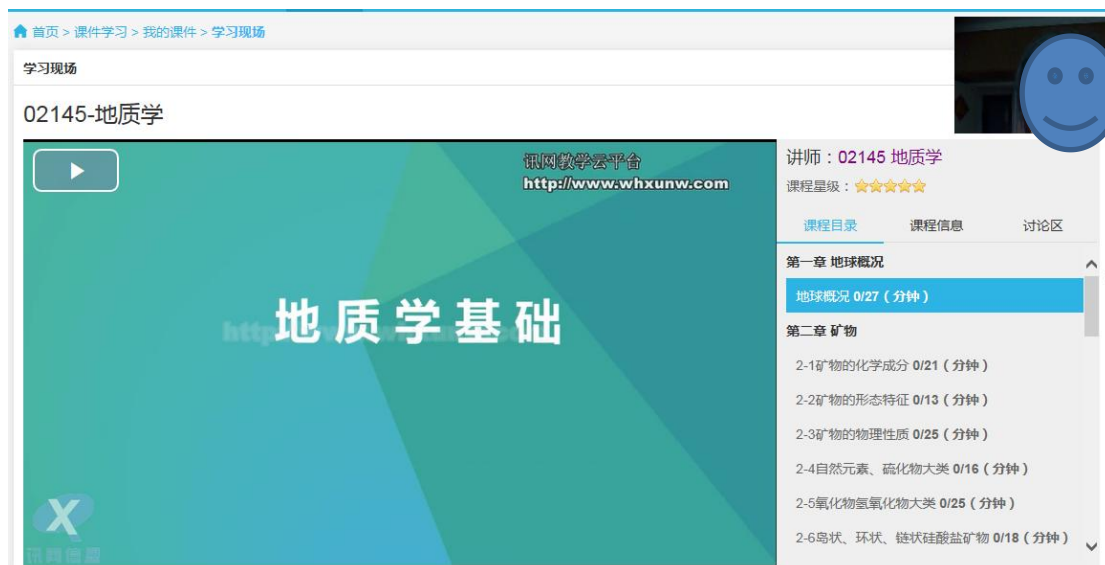 首页 > 课件学习 > 我的课件 > 学习现场
学习现场
02145-地质学
讯网教学云平台
http://www.whxunw.com
地质学基础
讯网信息
讲师：02145 地质学
课程星级：
课程目录 课程信息 讨论区
第一章 地球概况
地球概况 0/27 ( 分钟 )
第二章 矿物
2-1矿物的化学成分 0/21 ( 分钟 )
2-2矿物的形态特征 0/13 ( 分钟 )
2-3矿物的物理性质 0/25 ( 分钟 )
2-4自然元素、硫化物大类 0/16 ( 分钟 )
2-5氧化物氢氧化物大类 0/25 ( 分钟 )
2-6岛状、环状、链状硅酸盐矿物 0/18 ( 分钟 )